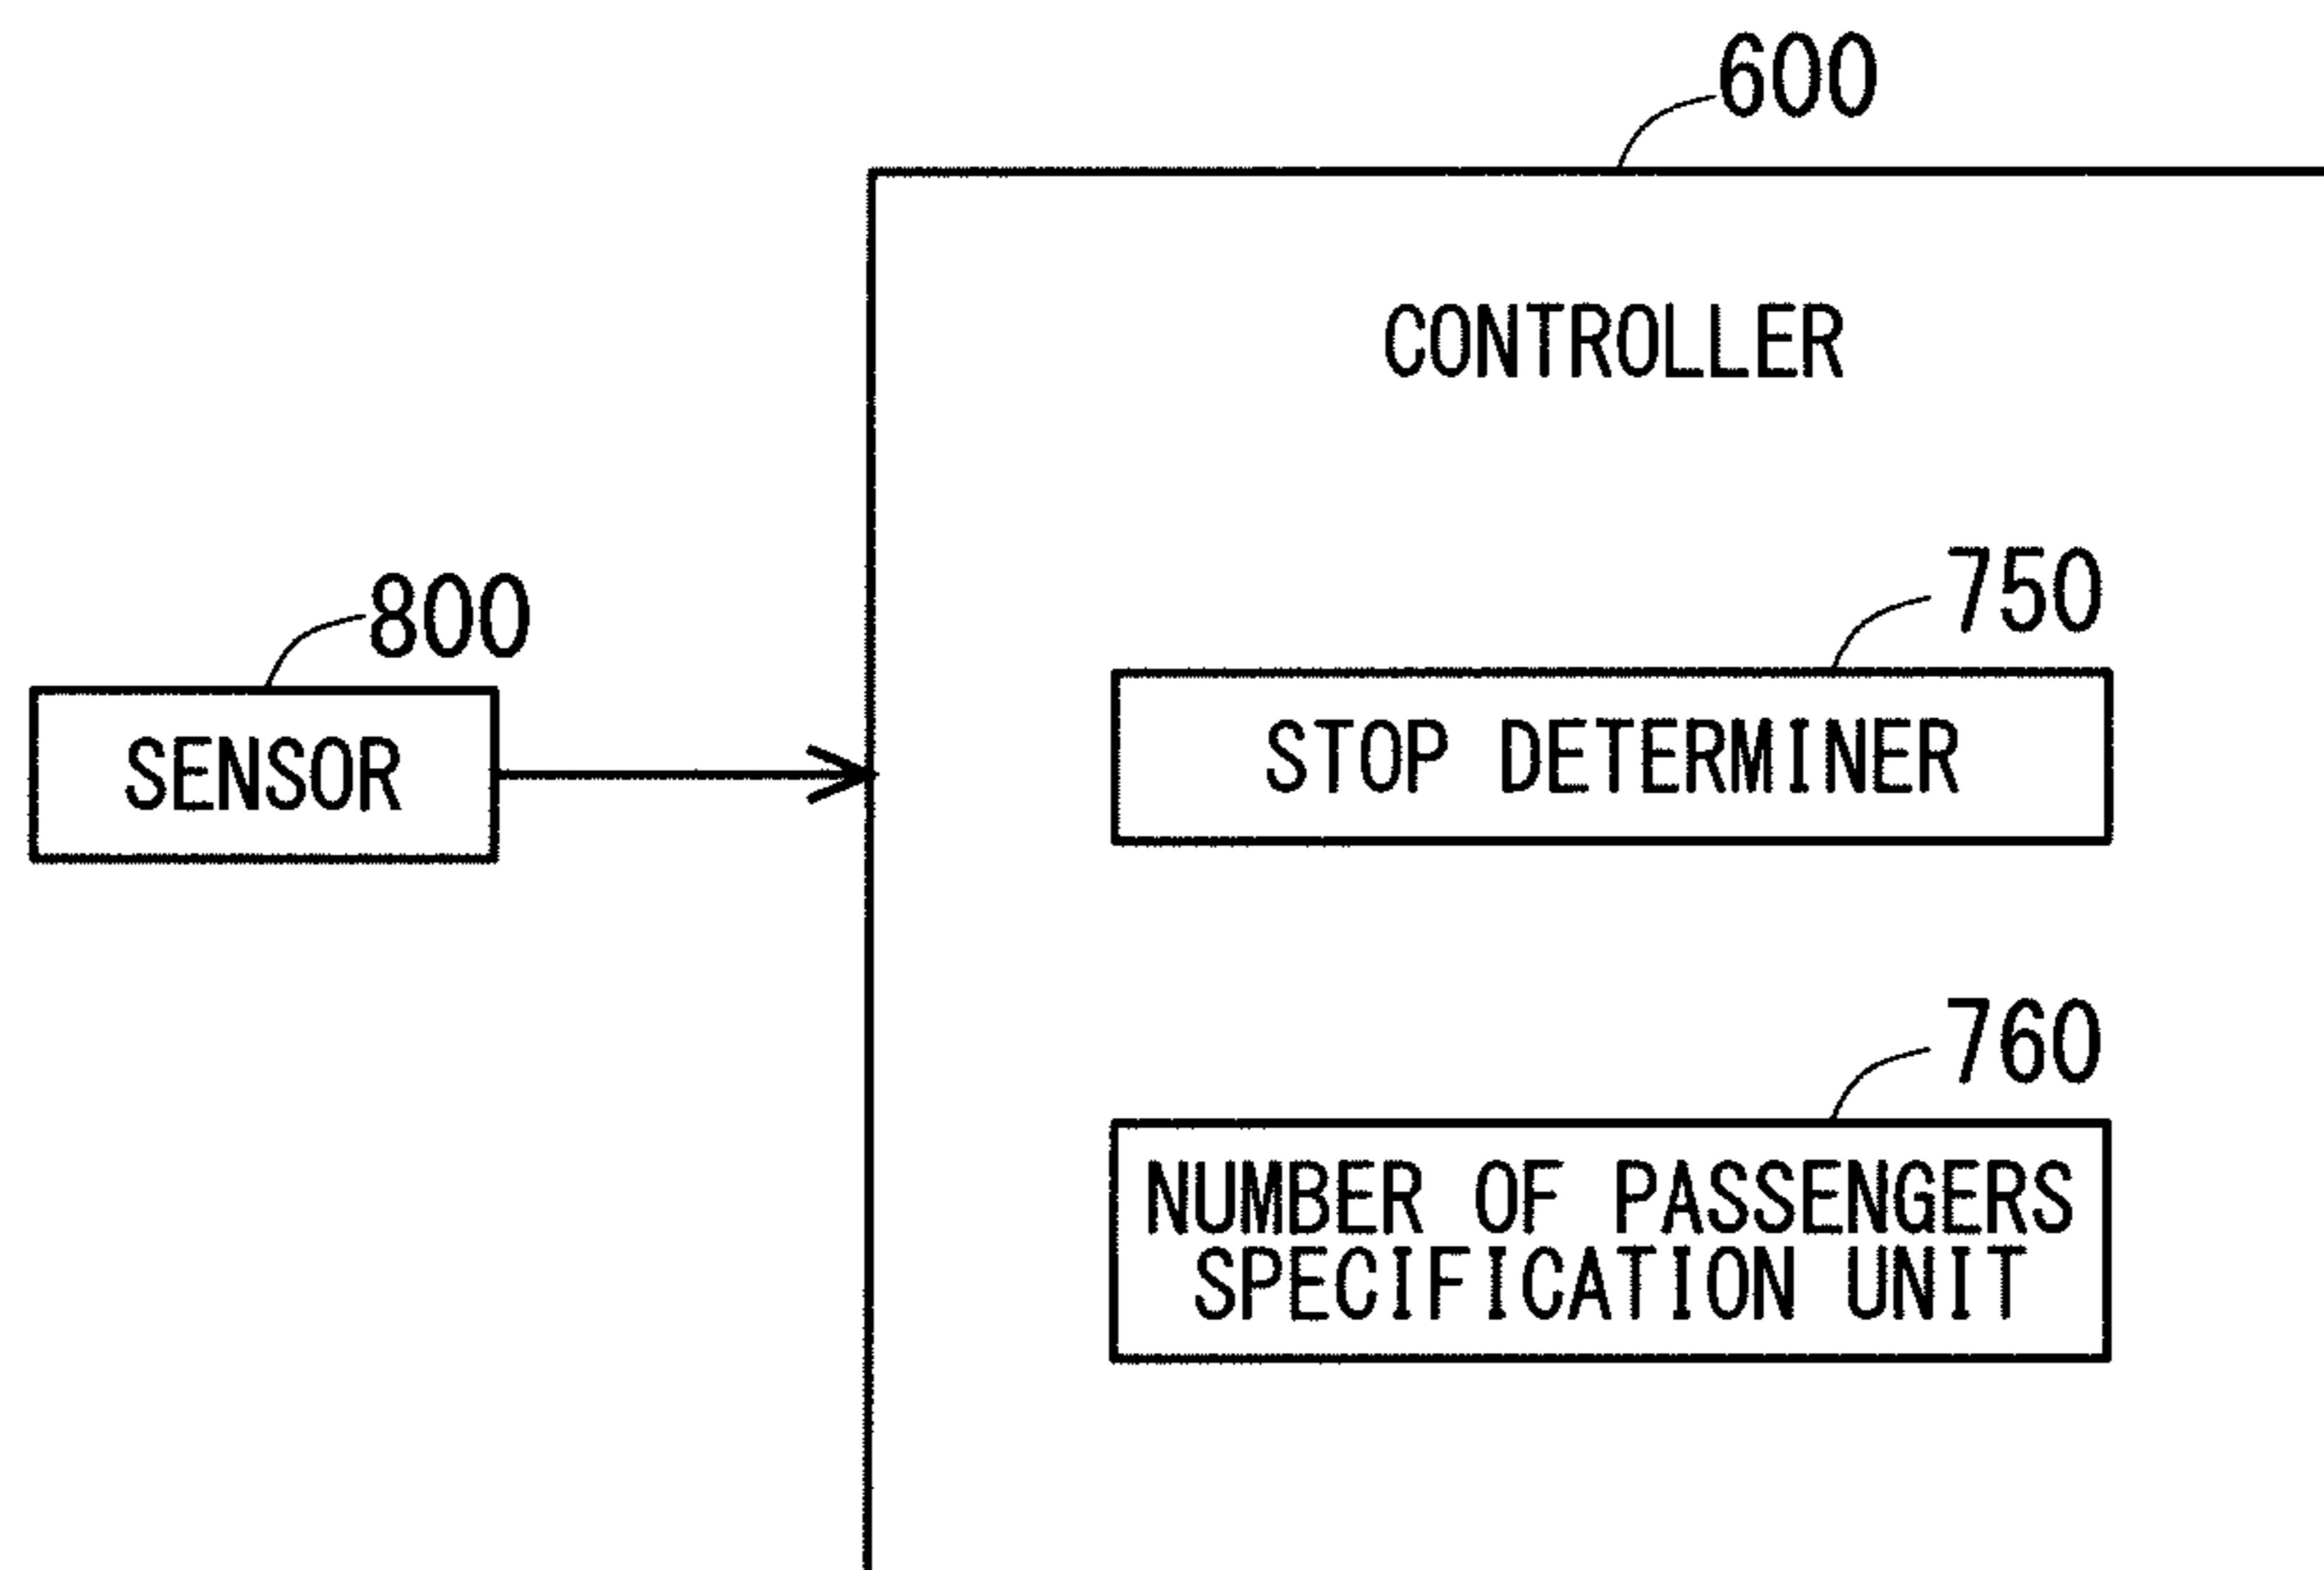 600
CONTROLLER
750
800
STOP DETERMINER
SENSOR
760
NUMBER OF PASSENGERS
SPECIFICATION UNIT